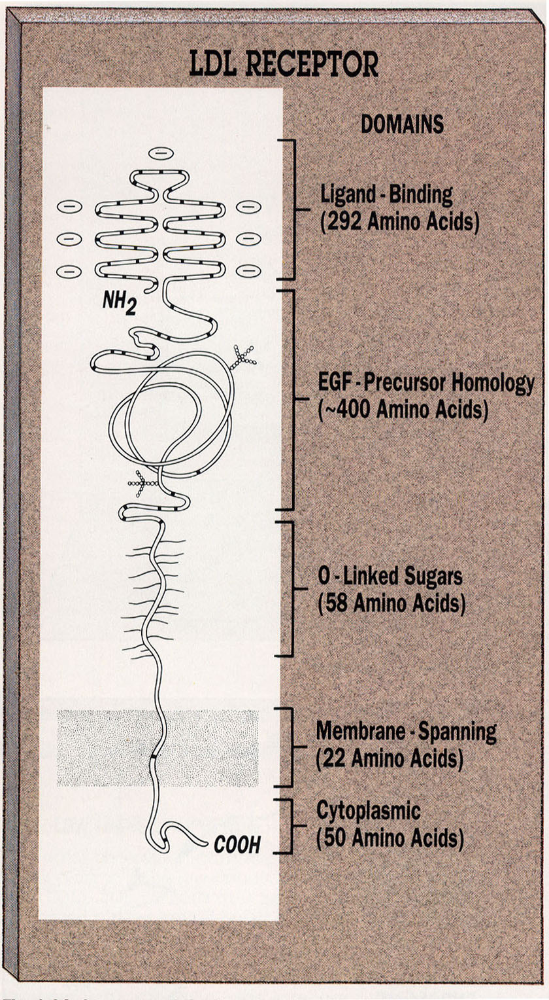 LDL RECEPTOR
DOMAINS
Ligand - Binding
(292 Amino Acids)
NH2
EGF - Precursor Homology
(~400 Amino Acids)
O - Linked Sugars
(58 Amino Acids)
Membrane - Spanning
(22 Amino Acids)
Cytoplasmic
(50 Amino Acids)
COOH